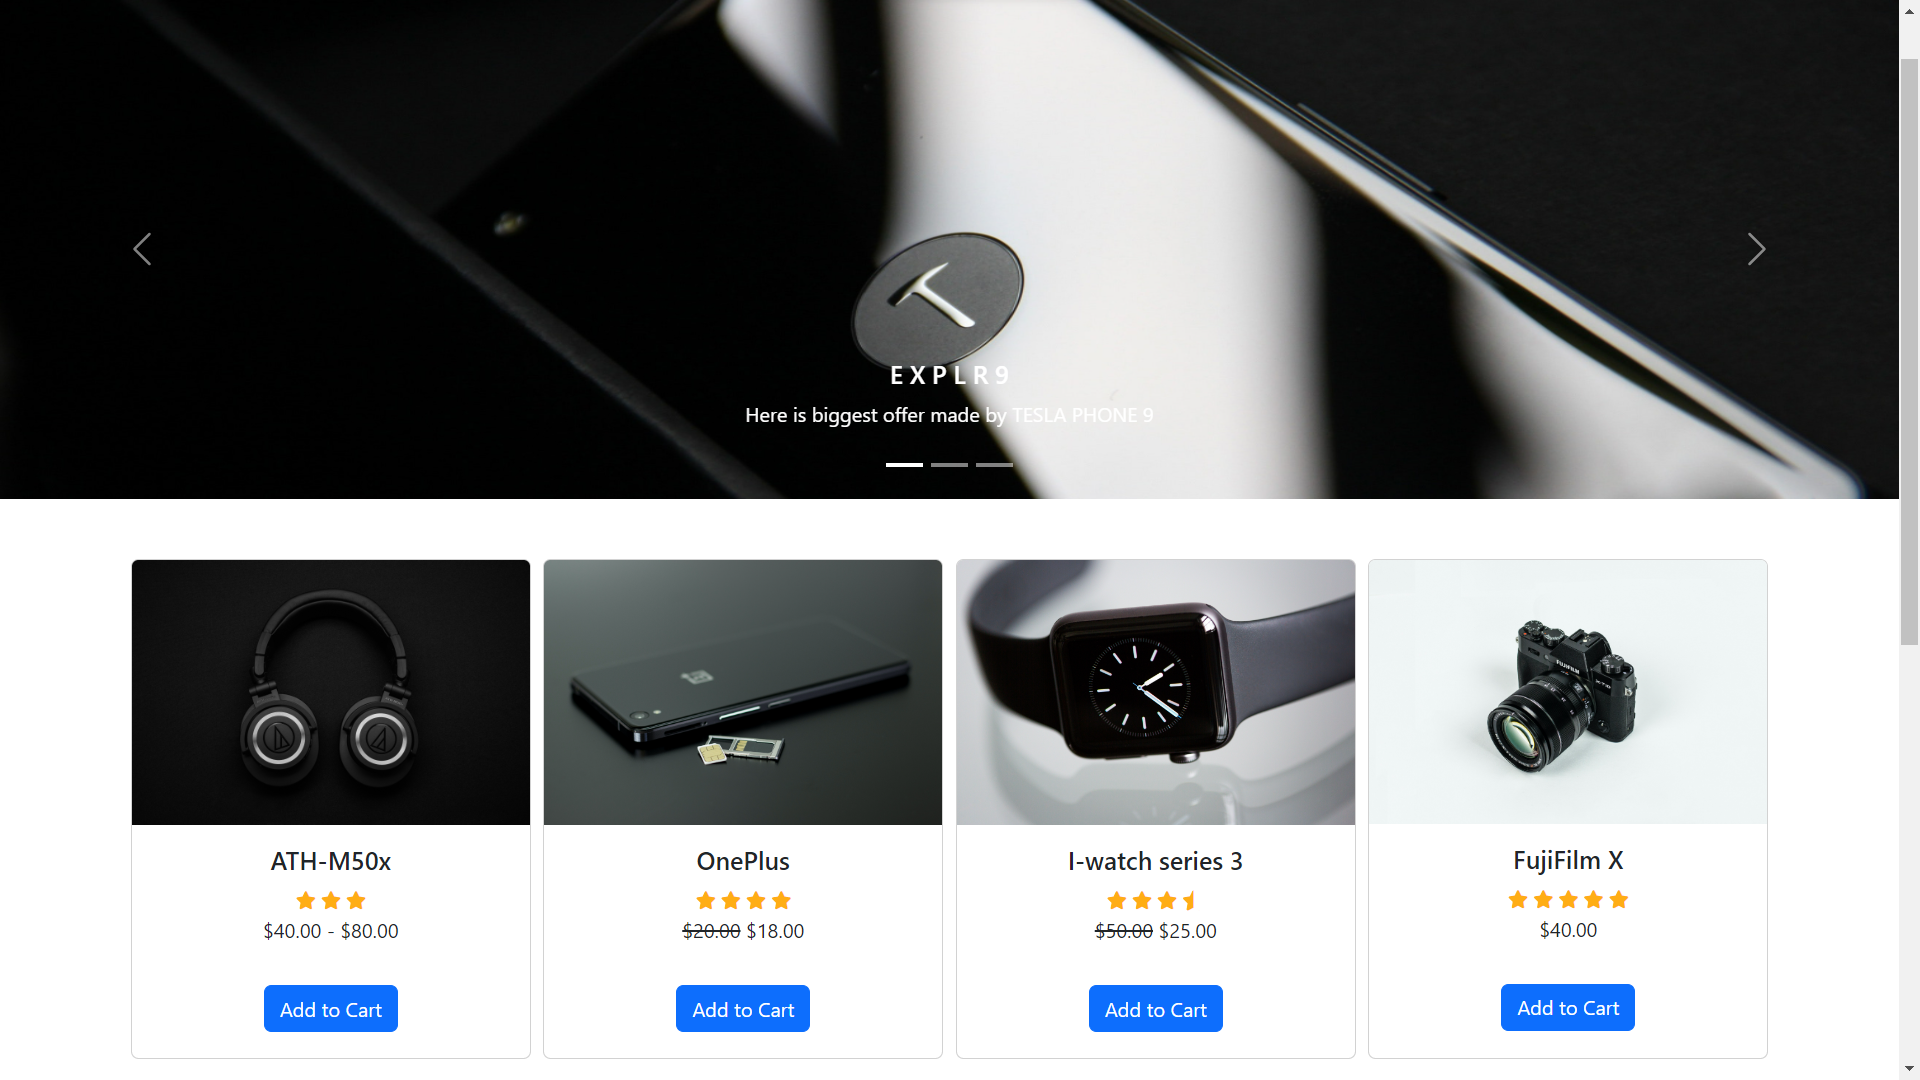 EXPLR9
Here is biggest offer made by TESLA PHONE 9
FUJIFILM
ATH-M50x
OnePlus
I-watch series 3
FujiFilm X
$40.00 - $80.00
$20.00 $18.00
$50.00 $25.00
$40.00
Add to Cart
Add to Cart
Add to Cart
Add to Cart